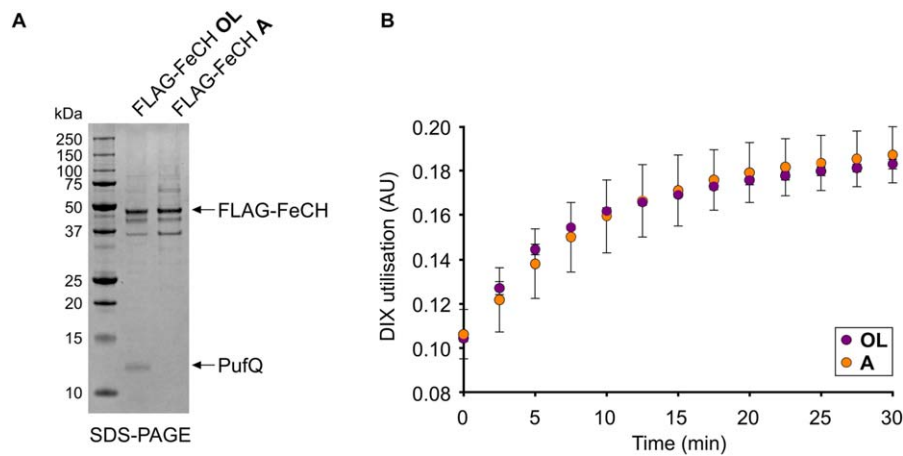 A
FLAG-FeCH OL
FLAG-FeCH A
kDa
250
150
100
75
50
37
25
20
15
10
FLAG-FeCH
PufQ
SDS-PAGE
B
DIX utilisation (AU)
0.20
0.18
0.16
0.14
0.12
0.10
0.08
OL
A
0 5 10 15 20 25 30
Time (min)